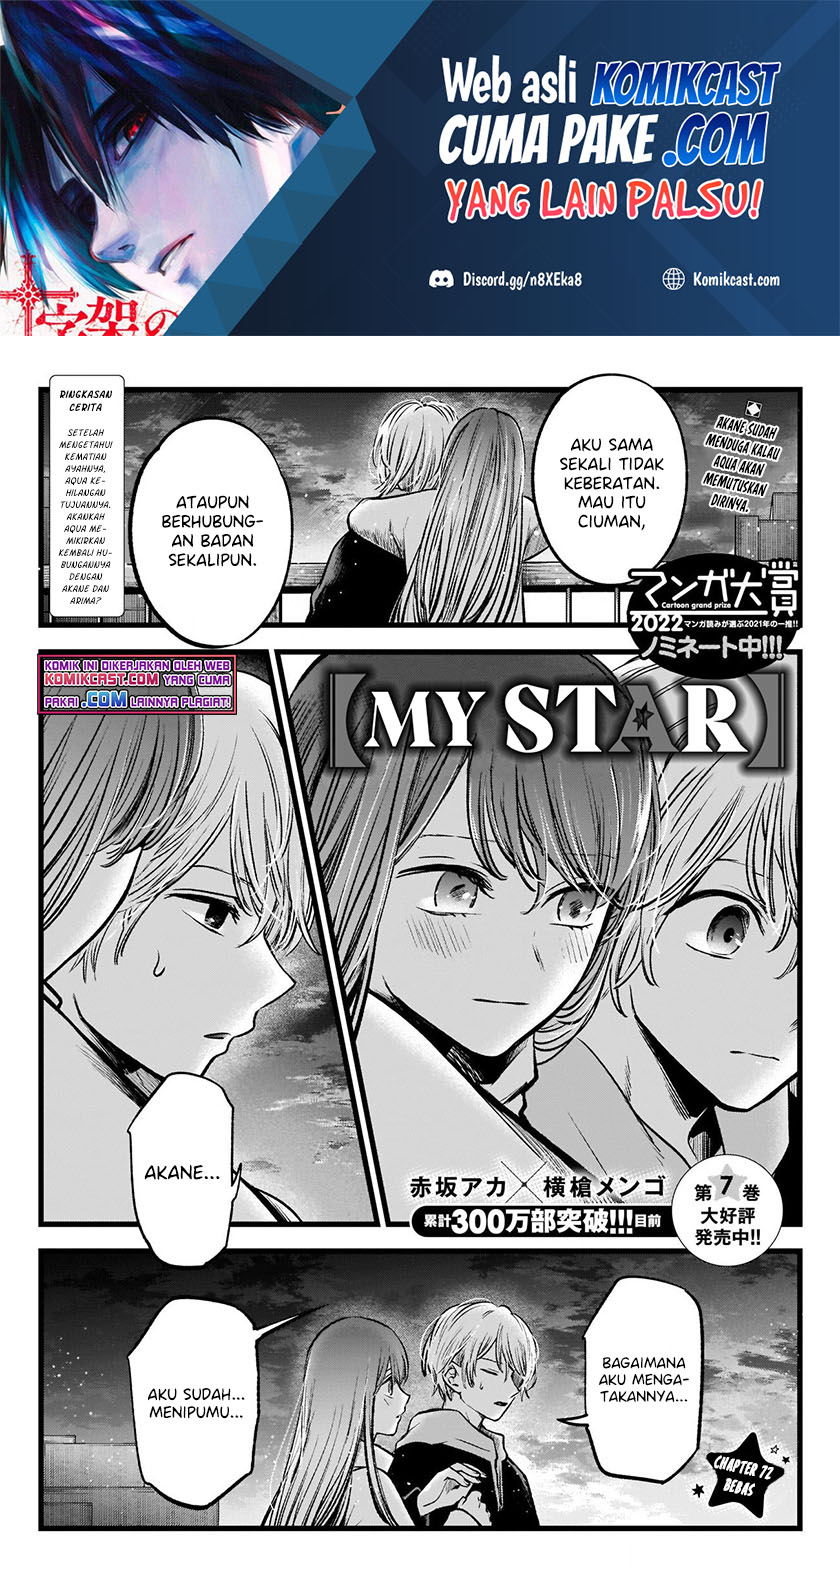 Web asli KOMIKCAST
CUMA PAKE .COM
YANG LAIN PALSU!
Discord.gg/n8XEka8
Komikcast.com
架の
AKANE SUDAH
MENDUGA KALAU
AQUA AKAN
MEMUTUSKAN
DIRINYA.
AKU SAMA
SEKALI TIDAK
KEBERATAN.
MAU ITU
CIUMAN,
ATAUPUN
BERHUBUNG-
AN BADAN
SEKALIPUN.
RINGKASAN
CERITA
SETELAH
MENGETAHUI
KEMATIAN
AYAHNYA,
AQUA KE-
HILANGAN
TUJUANNYA.
AKANKAH
AQUA ME-
MIKIRKAN
KEMBALI HU-
BUNGANNYA
DENGAN
AKANE DAN
ARIMA?
マンガ大賞
Cartoon grand prize
2022マンガ読みが選ぶ2021年の一推!!
ノミネート中!!!
KOMIK INI DIKERJAKAN OLEH WEB
KOMIKCAST.COM YANG CUMA
PAKAI .COM LAINNYA PLAGIAT!
【MY STAR】
AKANE...
赤坂アカ×横槍メンゴ
累計300万部突破!!!目前
第7巻
大好評
発売中!!
BAGAIMANA
AKU MENGA-
TAKANNYA...
AKU SUDAH...
MENIPUMU...
CHAPTER 72
BEBAS